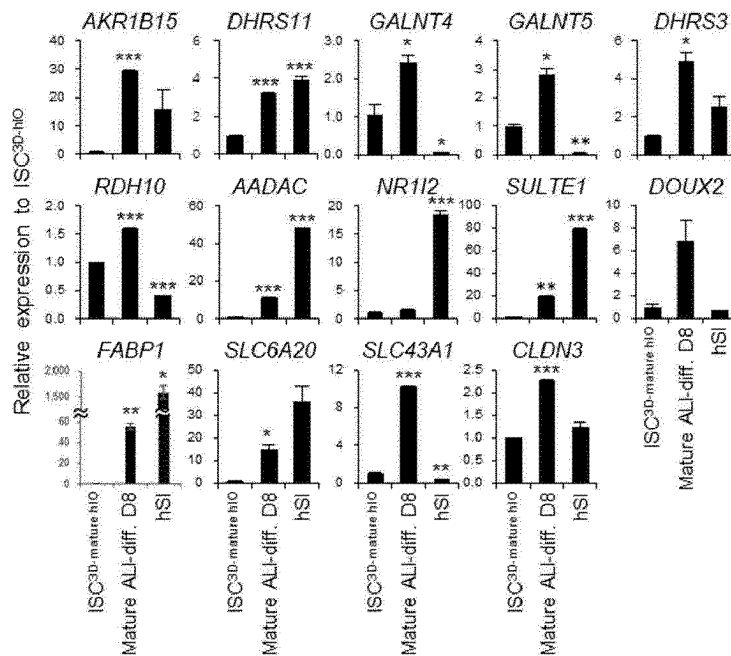 AKR1B15 DHRS11 GALNT4 GALNT5 DHRS3
40 *** 6 3.0 * 4 * 6 *
30 *** *** 2.0 3 4
20 4 1.0 2 2
10 2 * 1 **
0 0 0.0 0 0
RDH10 AADAC NR1I2 SULTE1 DOUX2
2.0 *** 60 *** 20 *** 100 *** 10
1.5 40 15 80 8
1.0 20 10 60 6
0.5 *** *** 5 40 ** 4
0.0 0 0 20 2
0 0
FABP1 SLC6A20 SLC43A1 CLDN3
2,000 * 50 12 *** 2.5 ***
1,500 40 8 2.0
60 ** 30 4 1.5
40 20 * ** 1.0
20 10 0 0.5
0 0 0.0
Relative expression to ISC3D-hIO
ISC3D-mature hIO
Mature ALI-diff. D8
hSI
ISC3D-mature hIO
Mature ALI-diff. D8
hSI
ISC3D-mature hIO
Mature ALI-diff. D8
hSI
ISC3D-mature hIO
Mature ALI-diff. D8
hSI
ISC3D-mature hIO
Mature ALI-diff. D8
hSI